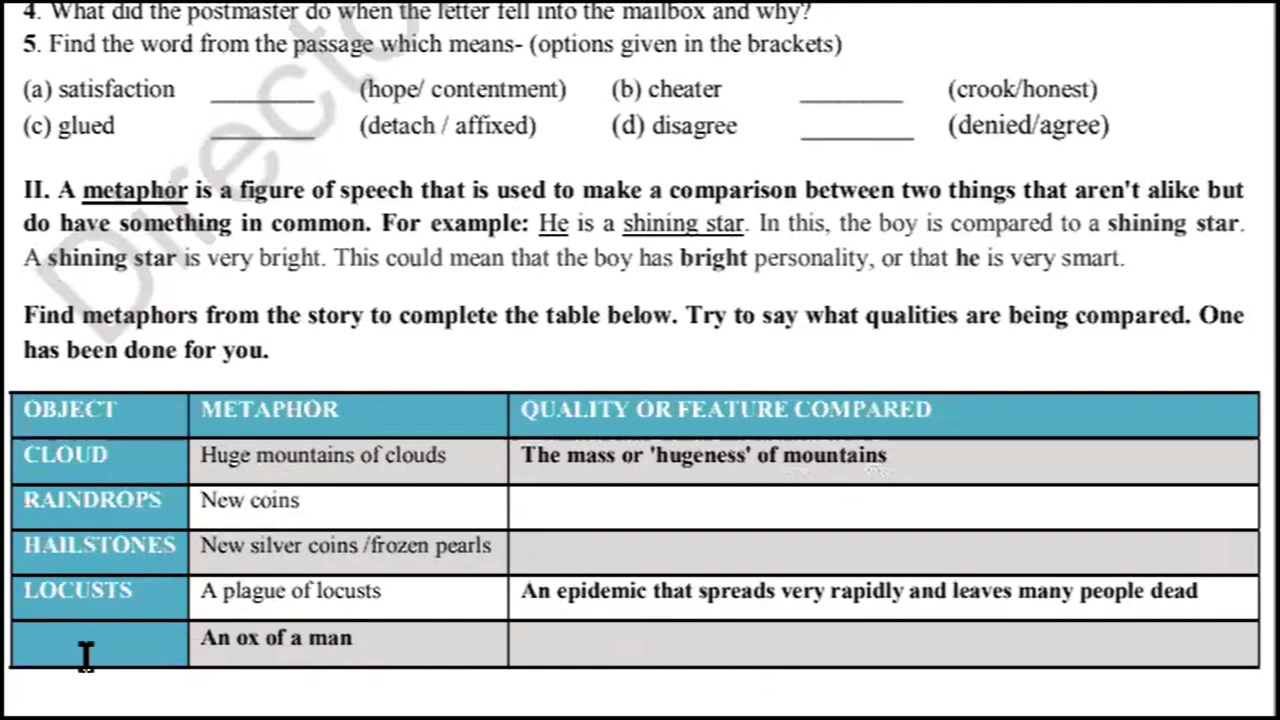 4. What did the postmaster do when the letter fell into the mailbox and why?
5. Find the word from the passage which means- (options given in the brackets)
(a) satisfaction ________ (hope/ contentment) (b) cheater ________ (crook/honest)
(c) glued ________ (detach / affixed) (d) disagree _________ (denied/agree)
II. A metaphor is a figure of speech that is used to make a comparison between two things that aren't alike but
do have something in common. For example: He is a shining star. In this, the boy is compared to a shining star.
A shining star is very bright. This could mean that the boy has bright personality, or that he is very smart.
Find metaphors from the story to complete the table below. Try to say what qualities are being compared. One
has been done for you.
OBJECT METAPHOR QUALITY OR FEATURE COMPARED
CLOUD Huge mountains of clouds The mass or 'hugeness' of mountains
RAINDROPS New coins
HAILSTONES New silver coins /frozen pearls
LOCUSTS A plague of locusts An epidemic that spreads very rapidly and leaves many people dead
An ox of a man
Directo